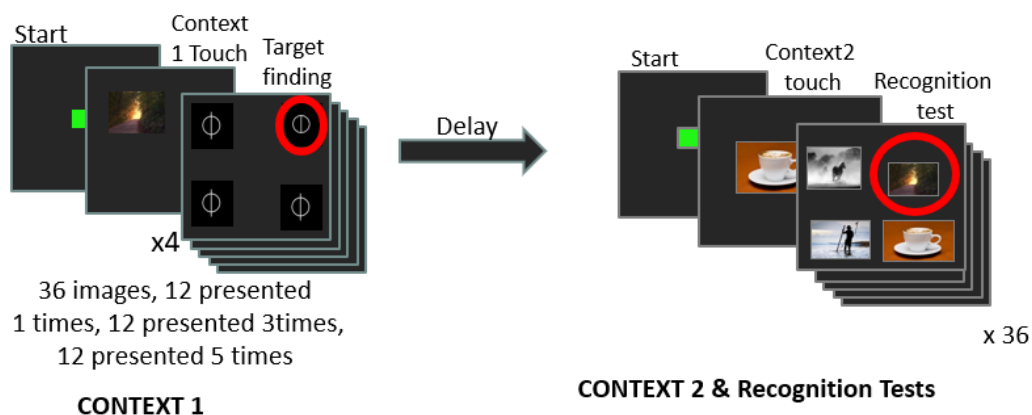 Start
Context
1 Touch
Target
finding
x4
36 images, 12 presented
1 times, 12 presented 3times,
12 presented 5 times
CONTEXT 1
Delay
Start
Context2
touch
Recognition
test
x 36
CONTEXT 2 & Recognition Tests